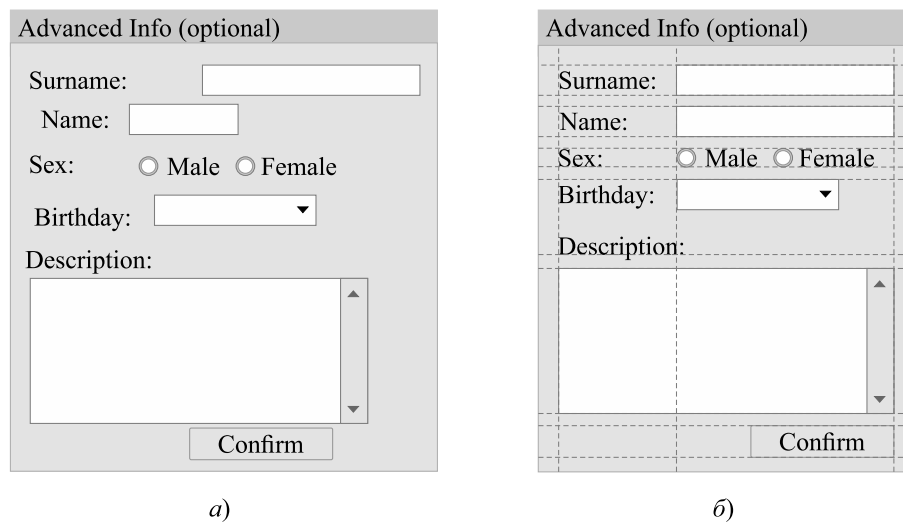 Advanced Info (optional)
Surname:
Name:
Sex: Male Female
Birthday:
Description:
Confirm
а)
Advanced Info (optional)
Surname:
Name:
Sex: Male Female
Birthday:
Description:
Confirm
б)